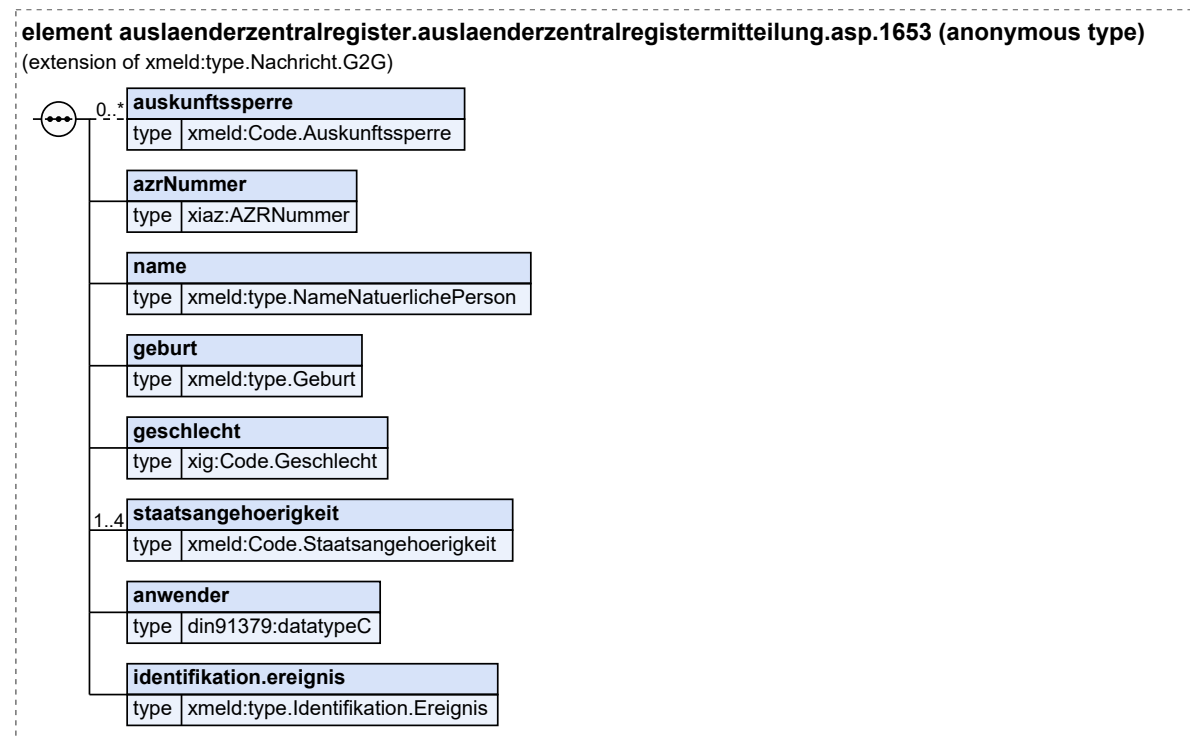 element auslaenderzentralregister.auslaenderzentralregistermitteilung.asp.1653 (anonymous type)
(extension of xmeld:type.Nachricht.G2G)
0..*
auskunftssperre
type xmeld:Code.Auskunftssperre
azrNummer
type xiaz:AZRNummer
name
type xmeld:type.NameNatuerlichePerson
geburt
type xmeld:type.Geburt
geschlecht
type xig:Code.Geschlecht
1..4
staatsangehoerigkeit
type xmeld:Code.Staatsangehoerigkeit
anwender
type din91379:datatypeC
identifikation.ereignis
type xmeld:type.Identifikation.Ereignis